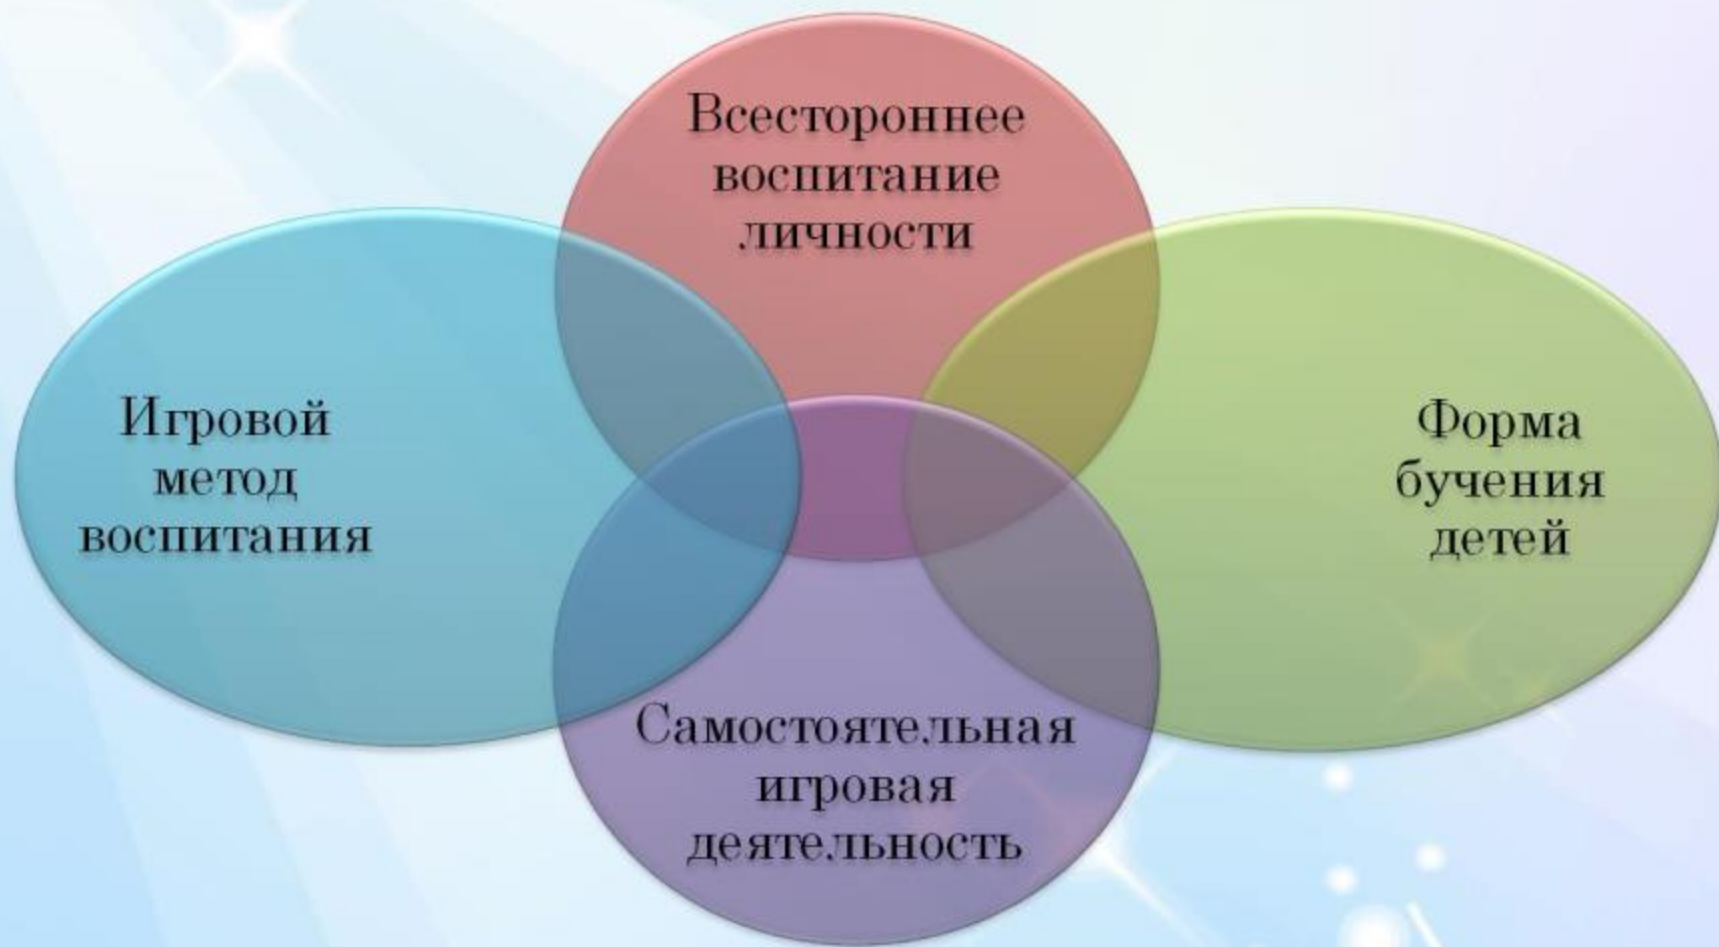 Всестороннее
воспитание
личности
Игровой
метод
воспитания
Форма
бучения
детей
Самостоятельная
игровая
деятельность